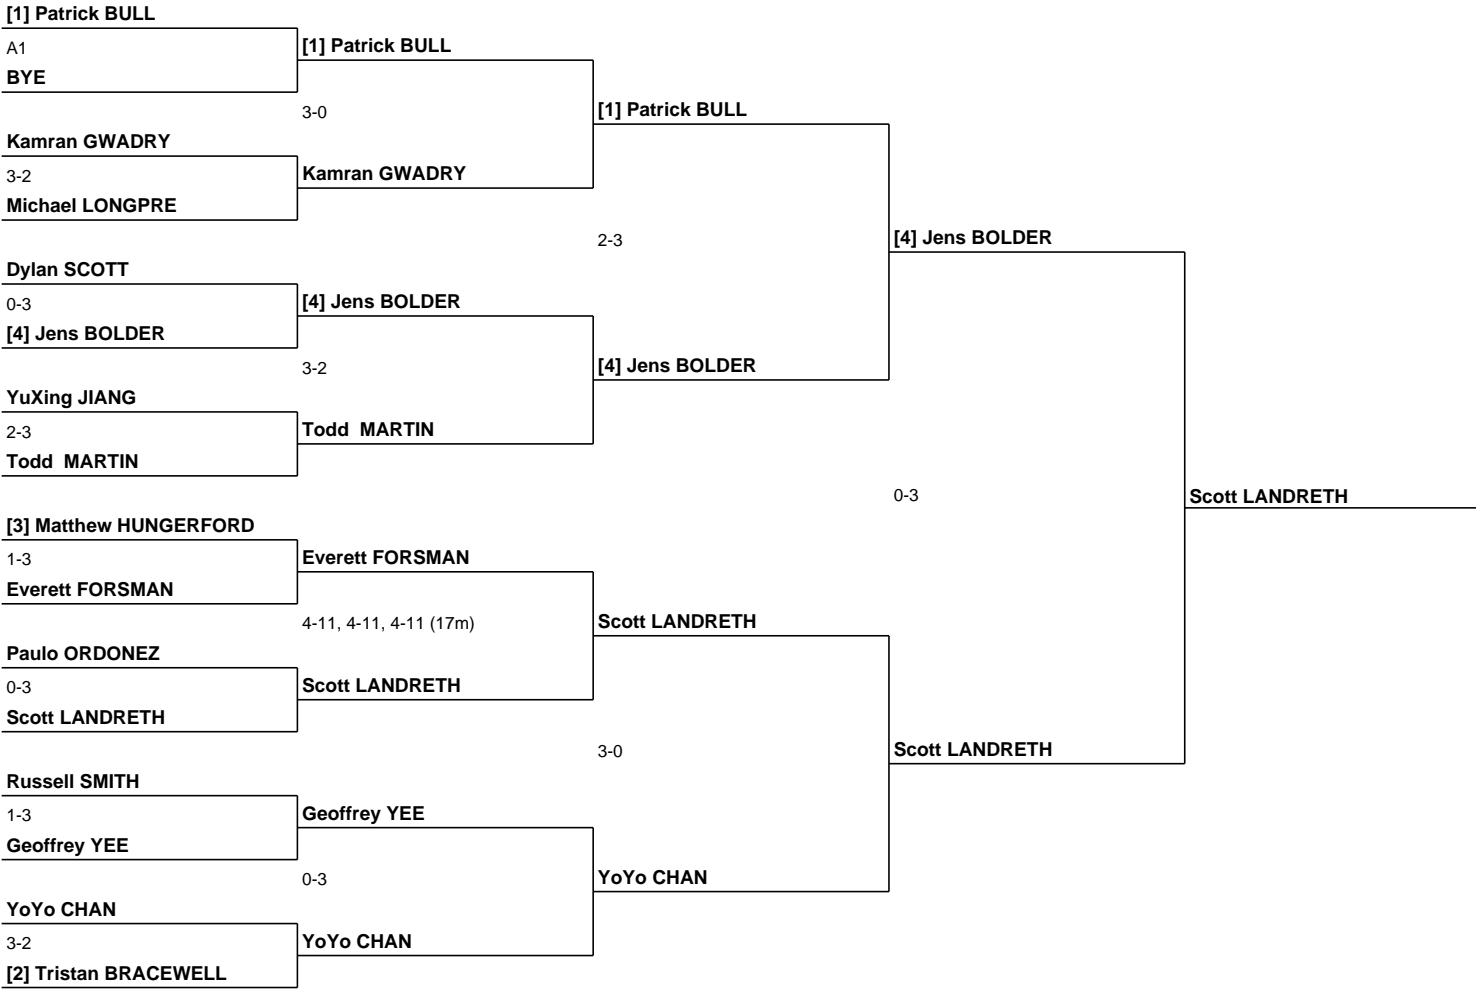 [1] Patrick BULL
A1
BYE
[1] Patrick BULL
3-0
Kamran GWADRY
3-2
Michael LONGPRE
Kamran GWADRY
[1] Patrick BULL
2-3
Dylan SCOTT
0-3
[4] Jens BOLDER
[4] Jens BOLDER
3-2
YuXing JIANG
2-3
Todd  MARTIN
Todd  MARTIN
[4] Jens BOLDER
[4] Jens BOLDER
0-3
Scott LANDRETH
[3] Matthew HUNGERFORD
1-3
Everett FORSMAN
Everett FORSMAN
4-11, 4-11, 4-11 (17m)
Paulo ORDONEZ
0-3
Scott LANDRETH
Scott LANDRETH
Scott LANDRETH
3-0
Russell SMITH
1-3
Geoffrey YEE
Geoffrey YEE
0-3
YoYo CHAN
3-2
[2] Tristan BRACEWELL
YoYo CHAN
YoYo CHAN
Scott LANDRETH